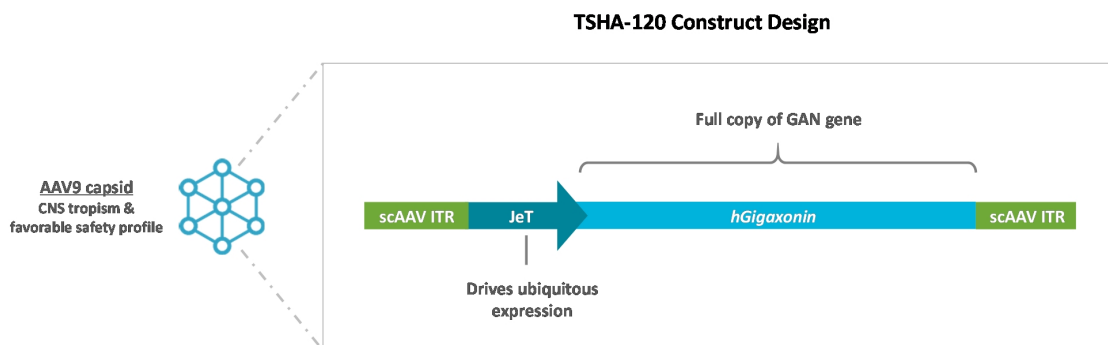 TSHA-120 Construct Design
Full copy of GAN gene
AAV9 capsid
CNS tropism &
favorable safety profile
scAAV ITR
JeT
hGigaxonin
scAAV ITR
Drives ubiquitous
expression